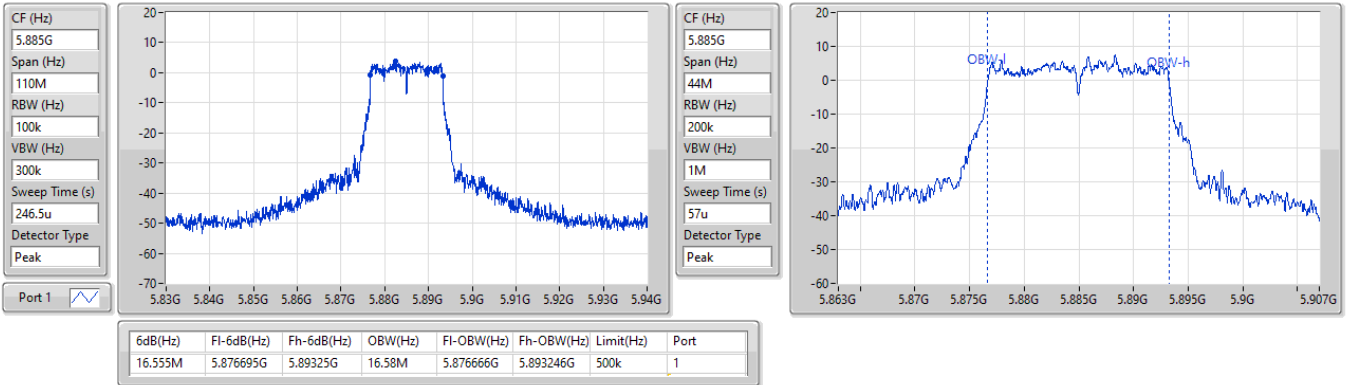 CF (Hz)
5.885G
Span (Hz)
110M
RBW (Hz)
100k
VBW (Hz)
300k
Sweep Time (s)
246.5u
Detector Type
Peak
Port 1
20
10
0
-10
-20
-30
-40
-50
-60
-70
5.83G 5.84G 5.85G 5.86G 5.87G 5.88G 5.89G 5.9G 5.91G 5.92G 5.93G 5.94G
CF (Hz)
5.885G
Span (Hz)
44M
RBW (Hz)
200k
VBW (Hz)
1M
Sweep Time (s)
57u
Detector Type
Peak
20
10
0
-10
-20
-30
-40
-50
-60
OBW-l OBW-h
5.863G 5.87G 5.875G 5.88G 5.885G 5.89G 5.895G 5.9G 5.907G
6dB(Hz) Fl-6dB(Hz) Fh-6dB(Hz) OBW(Hz) Fl-OBW(Hz) Fh-OBW(Hz) Limit(Hz) Port
16.555M 5.876695G 5.89325G 16.58M 5.876666G 5.893246G 500k 1